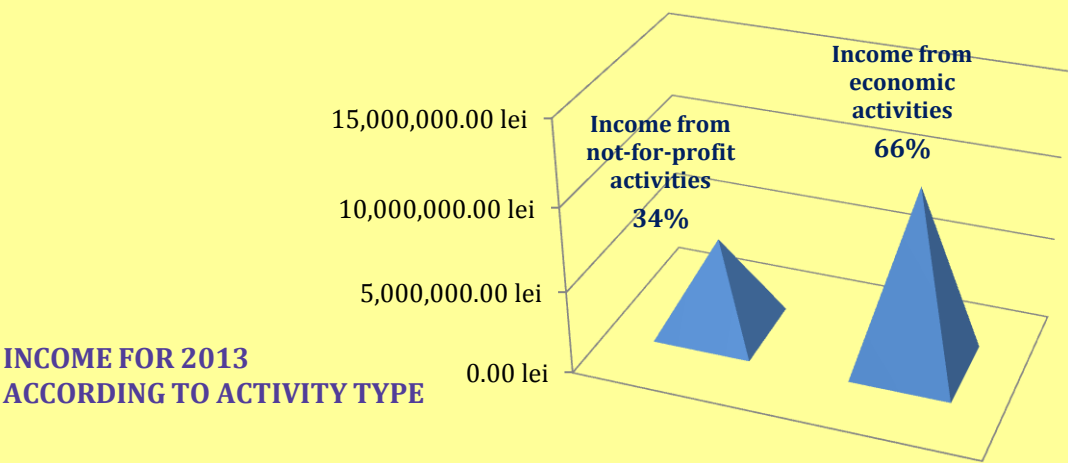 Income from
economic
activities
66%
Income from
not-for-profit
activities
34%
15,000,000.00 lei
10,000,000.00 lei
5,000,000.00 lei
0.00 lei
INCOME FOR 2013
ACCORDING TO ACTIVITY TYPE